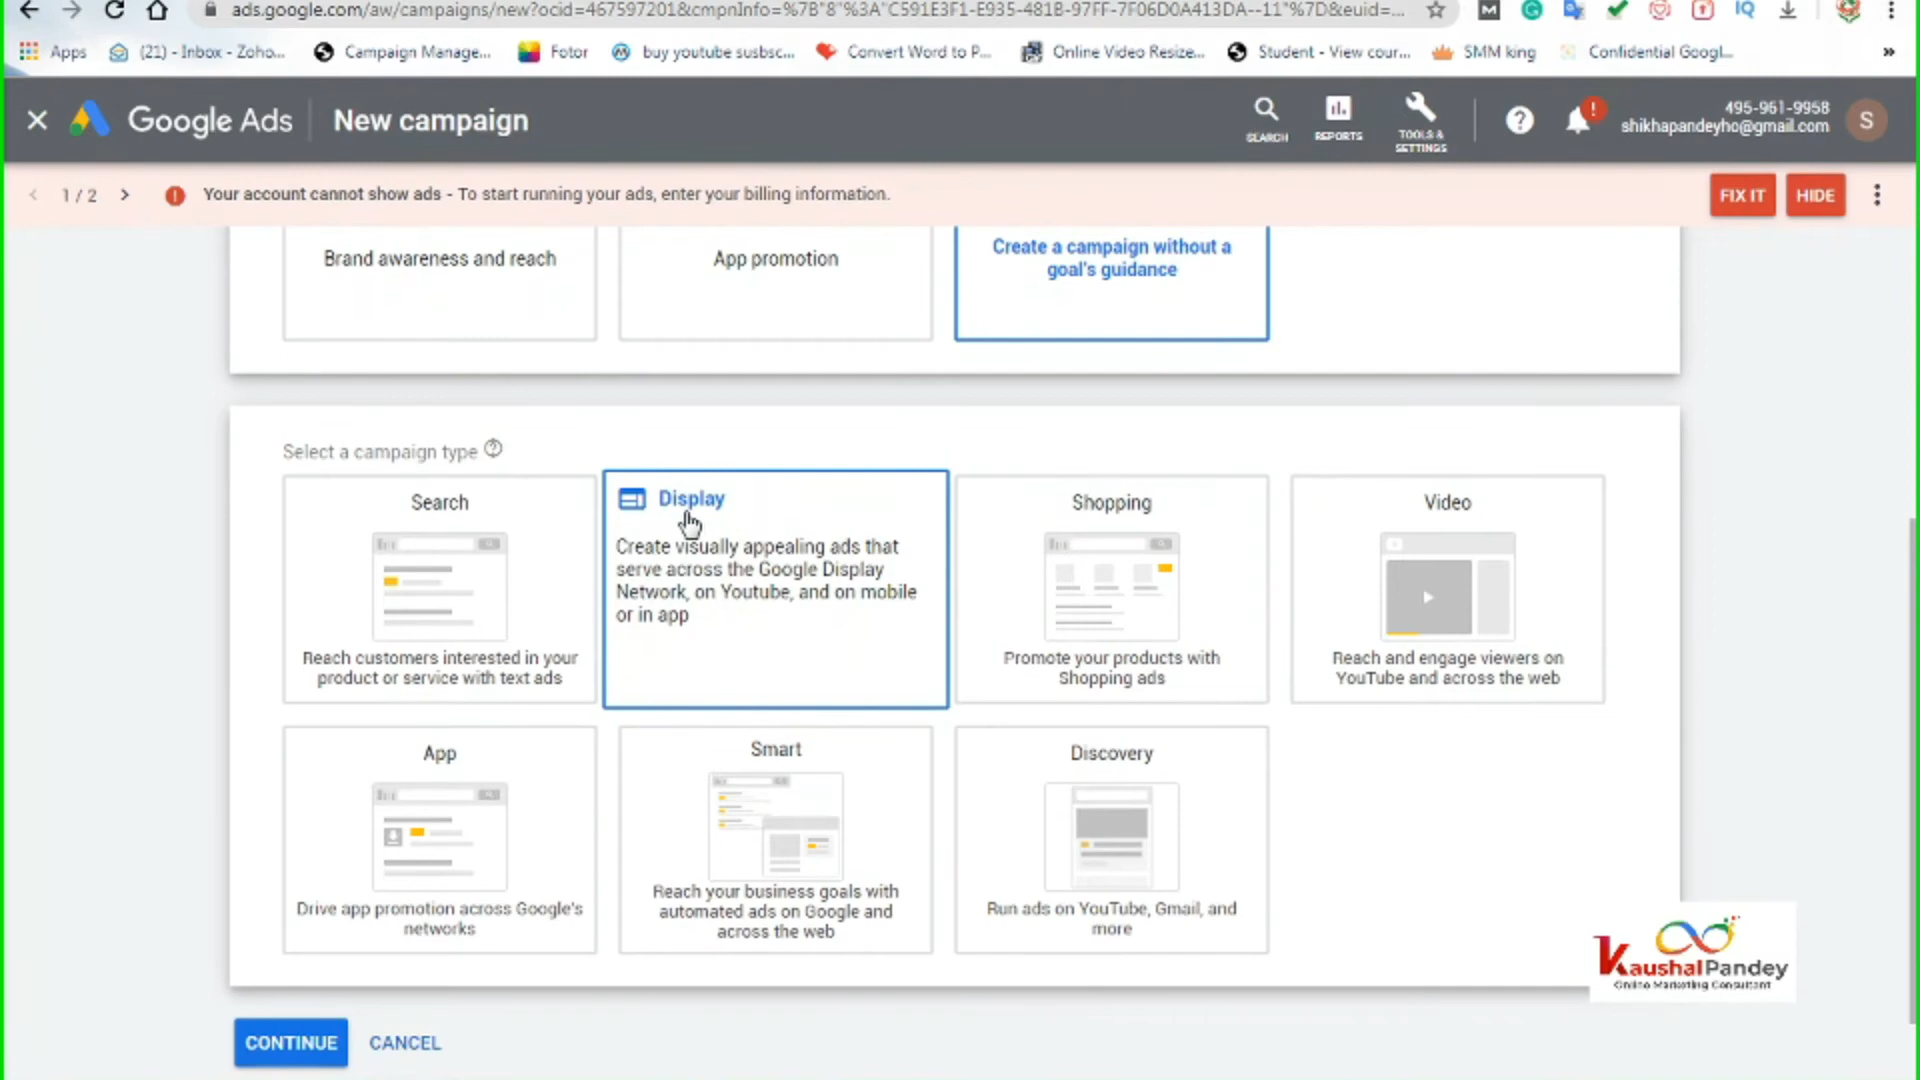 ads.google.com/aw/campaigns/new?ocid=467597201&cmpnInfo=%7B"8"%3A"C591E3F1-E935-481B-97FF-7F06D0A413DA--11"%7D&euid=...
Apps
(21) - Inbox - Zoho...
Campaign Manage...
Fotor
buy youtube susbsc...
Convert Word to P...
Online Video Resize...
Student - View cour...
SMM king
Confidential Googl...
»
Google Ads
New campaign
SEARCH
REPORTS
TOOLS &
SETTINGS
495-961-9958
shikhapandeyho@gmail.com
S
1 / 2
Your account cannot show ads - To start running your ads, enter your billing information.
FIX IT
HIDE
Brand awareness and reach
App promotion
Create a campaign without a
goal's guidance
Select a campaign type
Search
Reach customers interested in your
product or service with text ads
Display
Create visually appealing ads that
serve across the Google Display
Network, on Youtube, and on mobile
or in app
Shopping
Promote your products with
Shopping ads
Video
Reach and engage viewers on
YouTube and across the web
App
Drive app promotion across Google's
networks
Smart
Reach your business goals with
automated ads on Google and
across the web
Discovery
Run ads on YouTube, Gmail, and
more
KaushalPandey
Online Marketing Consultant
CONTINUE
CANCEL